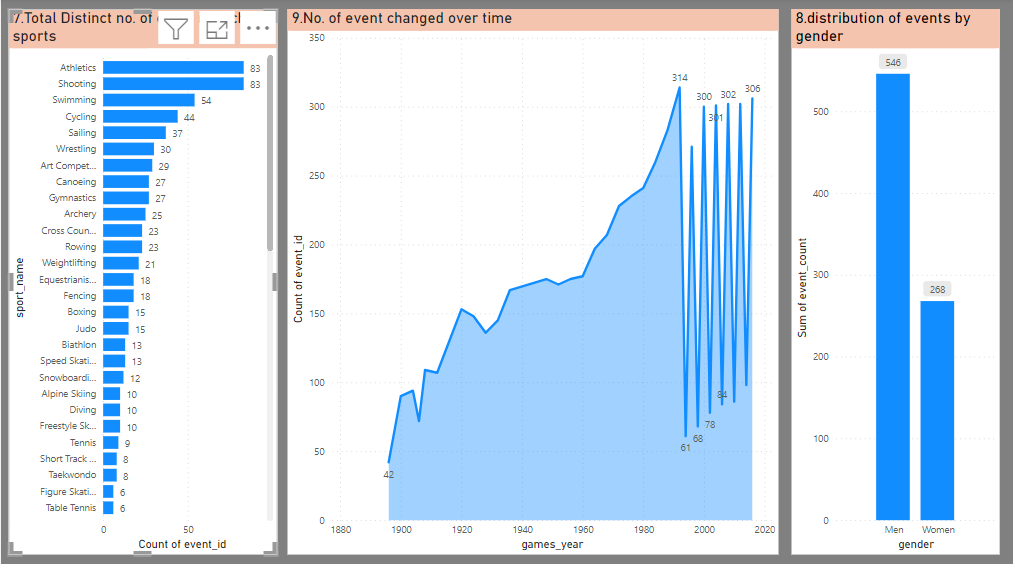 7.Total Distinct no. of
sports
Athletics 83
Shooting 83
Swimming 54
Cycling 44
Sailing 37
Wrestling 30
Art Compet... 29
Canoeing 27
Gymnastics 27
Archery 25
Cross Coun... 23
Rowing 23
Weightlifting 21
Equestrianis... 18
Fencing 18
Boxing 15
Judo 15
Biathlon 13
Speed Skati... 13
Snowboardi... 12
Alpine Skiing 10
Diving 10
Freestyle Sk... 10
Tennis 9
Short Track ... 8
Taekwondo 8
Figure Skati... 6
Table Tennis 6
sport_name
0 50
Count of event_id
9.No. of event changed over time
350
300
250
200
150
100
50
0
Count of event_id
42
314
61
68
300
78
301
84
302
306
1880 1900 1920 1940 1960 1980 2000 2020
games_year
8.distribution of events by
gender
546
268
500
400
300
200
100
0
Sum of event_count
Men Women
gender